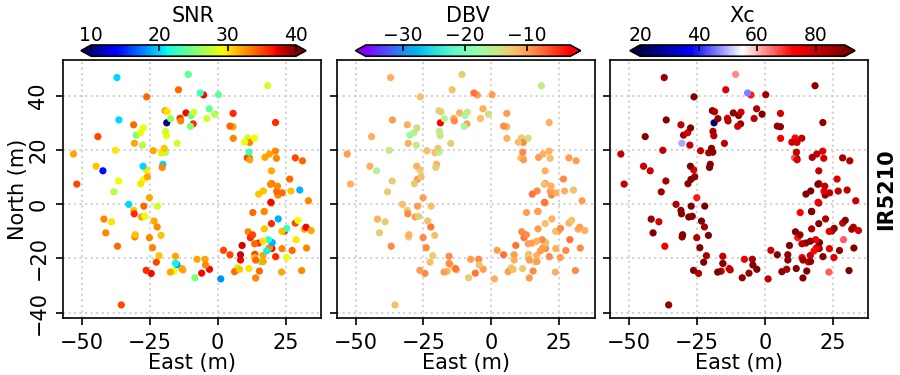 SNR DBV Xc
10 20 30 40 −30 −20 −10 20 40 60 80
40
20
0
−20
−40
North (m)
−50 −25 0 25 −50 −25 0 25 −50 −25 0 25
East (m) East (m) East (m)
IR5210